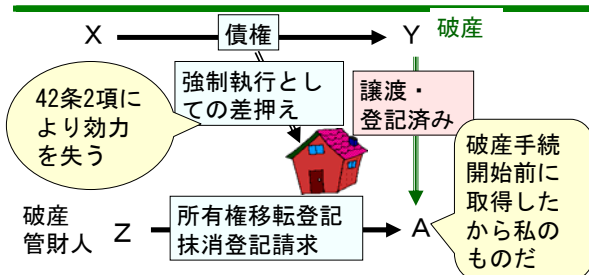 X
債権
Y
破産
強制執行とし
ての差押え
42条2項に
より効力
を失う
譲渡・
登記済み
破産手続
開始前に
取得した
から私の
ものだ
破産
管財人
Z
所有権移転登記
抹消登記請求
A